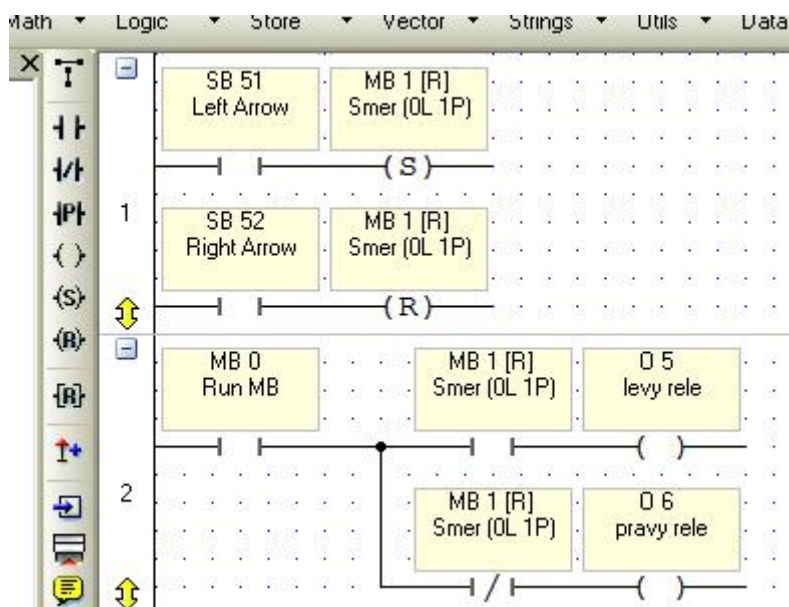 Math Logic Store Vector Strings Utils Data
SB 51
Left Arrow
MB 1 [R]
Smer (0L 1P)
(S)
1
SB 52
Right Arrow
MB 1 [R]
Smer (0L 1P)
(R)
MB 0
Run MB
MB 1 [R]
Smer (0L 1P)
O 5
levy rele
2
MB 1 [R]
Smer (0L 1P)
O 6
pravy rele
P
(S)
(R)
[R]